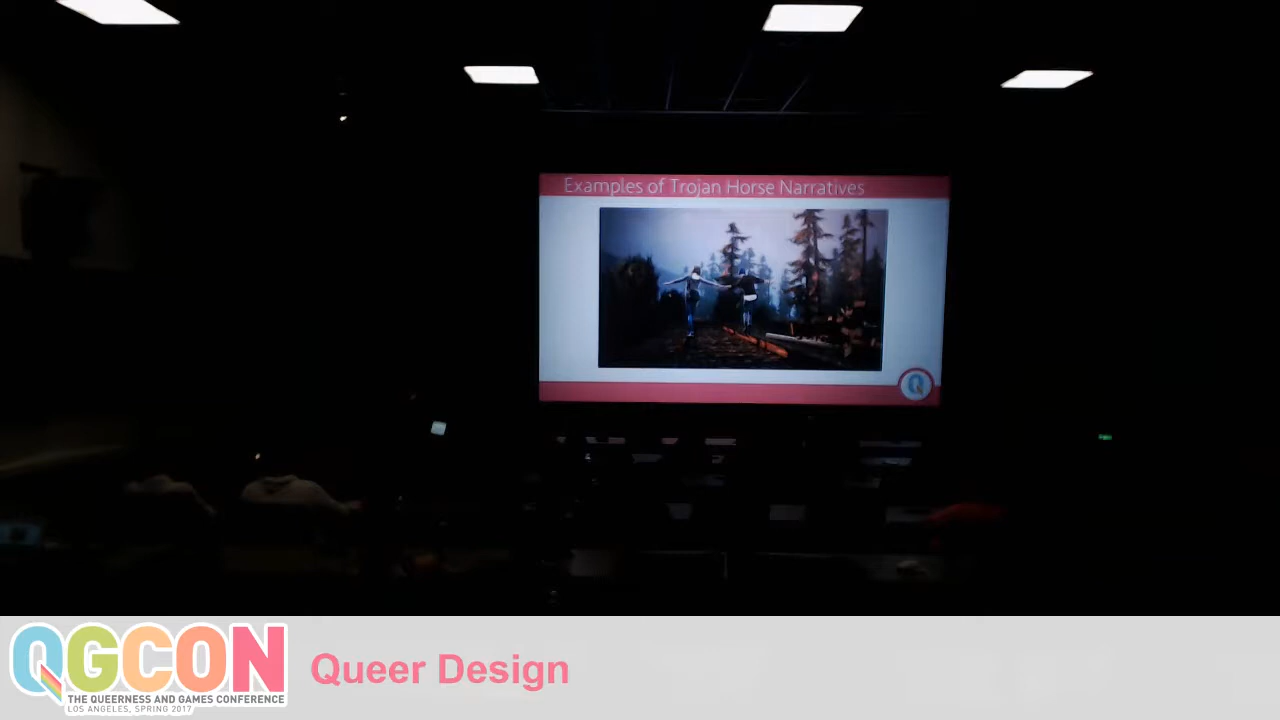 Examples of Trojan Horse Narratives
Q
QGCON
THE QUEERNESS AND GAMES CONFERENCE
LOS ANGELES, SPRING 2017
Queer Design